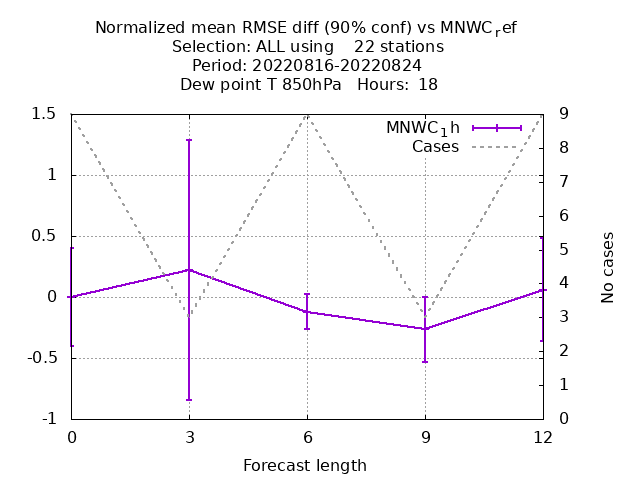 Normalized mean RMSE diff (90% conf) vs MNWCref
Selection: ALL using    22 stations
Period: 20220816-20220824
Dew point T 850hPa   Hours:  18
MNWC1h
Cases
1.5
1
0.5
0
-0.5
-1
9
8
7
6
5
4
3
2
1
0
No cases
0 3 6 9 12
Forecast length